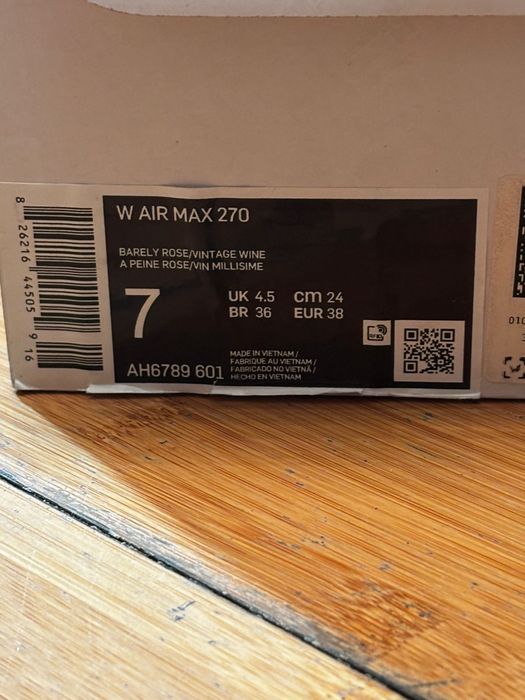 W AIR MAX 270
BARELY ROSE/VINTAGE WINE
A PEINE ROSE/VIN MILLISIME
7
UK 4.5 cm 24
BR 36 EUR 38
AH6789 601
MADE IN VIETNAM /
FABRIQUE AU VIETNAM /
FABRICADO NO VIETNÃ /
HECHO EN VIETNAM
8 26216 44505 9 16
010